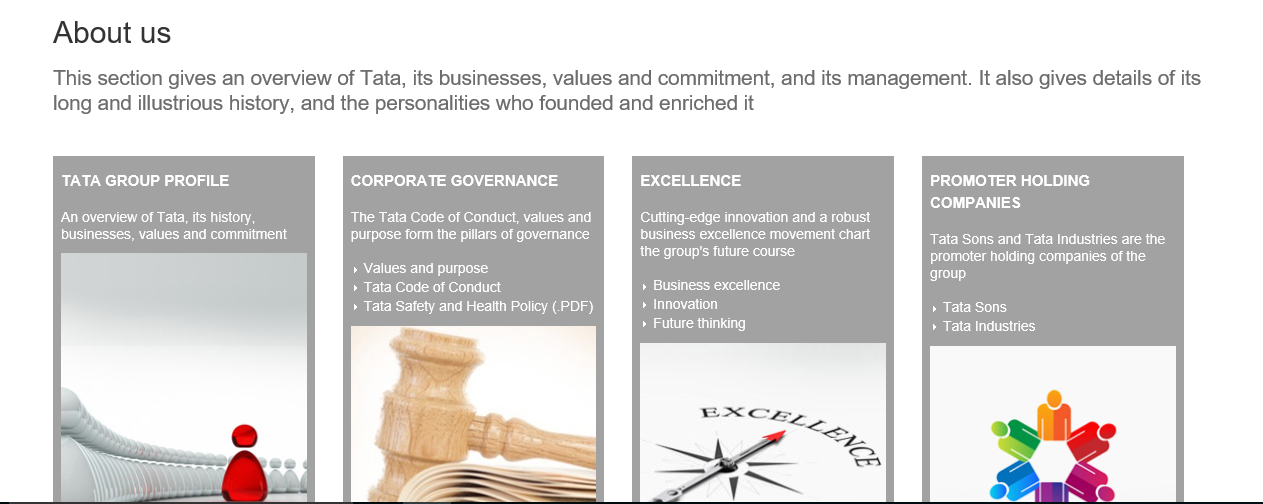 About us
This section gives an overview of Tata, its businesses, values and commitment, and its management. It also gives details of its
long and illustrious history, and the personalities who founded and enriched it
TATA GROUP PROFILE
An overview of Tata, its history,
businesses, values and commitment
CORPORATE GOVERNANCE
The Tata Code of Conduct, values and
purpose form the pillars of governance
Values and purpose
Tata Code of Conduct
Tata Safety and Health Policy (.PDF)
EXCELLENCE
Cutting-edge innovation and a robust
business excellence movement chart
the group's future course
Business excellence
Innovation
Future thinking
EXCELLENCE
PROMOTER HOLDING
COMPANIES
Tata Sons and Tata Industries are the
promoter holding companies of the
group
Tata Sons
Tata Industries